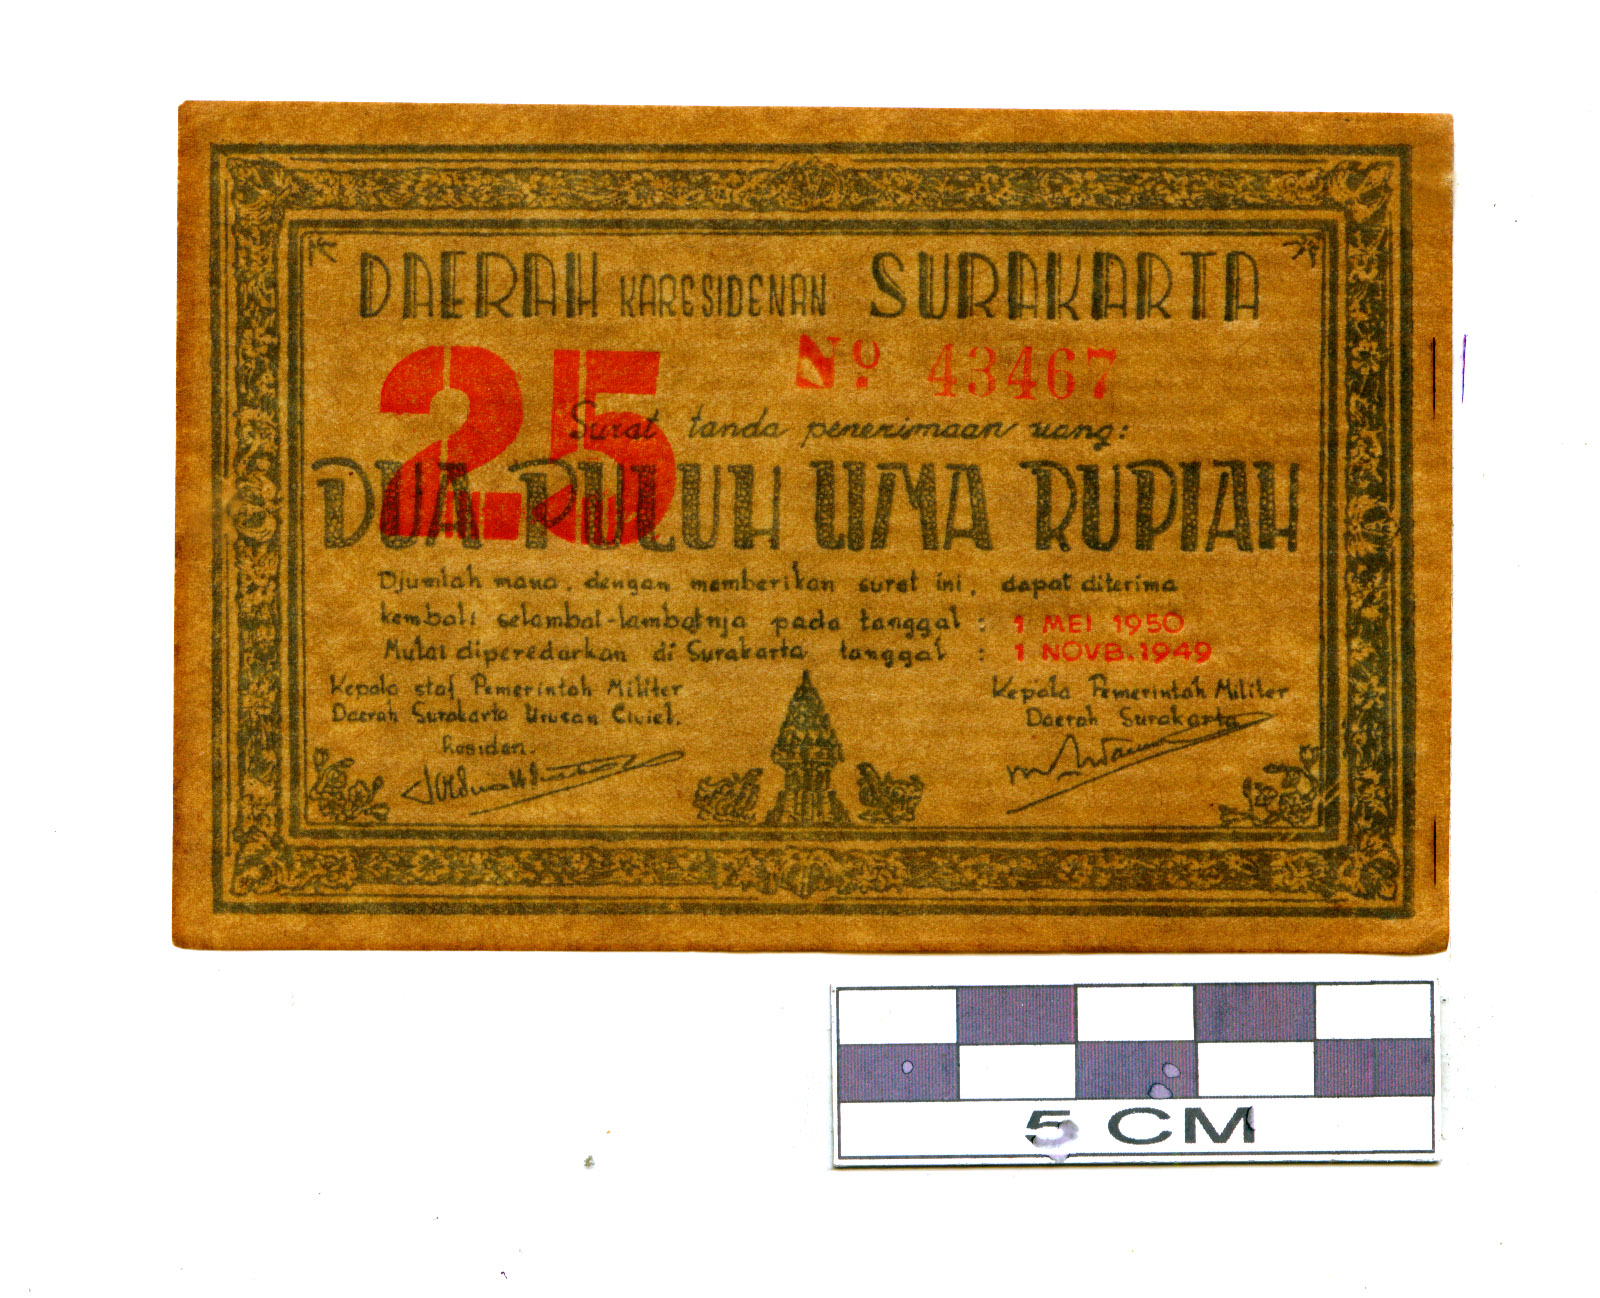 DAERAH KARESIDENAN SURAKARTA
No. 43467
25
Surat tanda penerimaan uang:
DUA PULUH LIMA RUPIAH
Djumlah mana, dengan memberikan surat ini, dapat diterima
kembali selambat-lambatnja pada tanggal : 1 MEI 1950
Mulai diperedarkan di Surakarta tanggal : 1 NOVB. 1949
Kepala staf Pemerintah Militer
Daerah Surakarta Urusan Civiel.
Residen.
Kepala Pemerintah Militer
Daerah Surakarta
5 CM